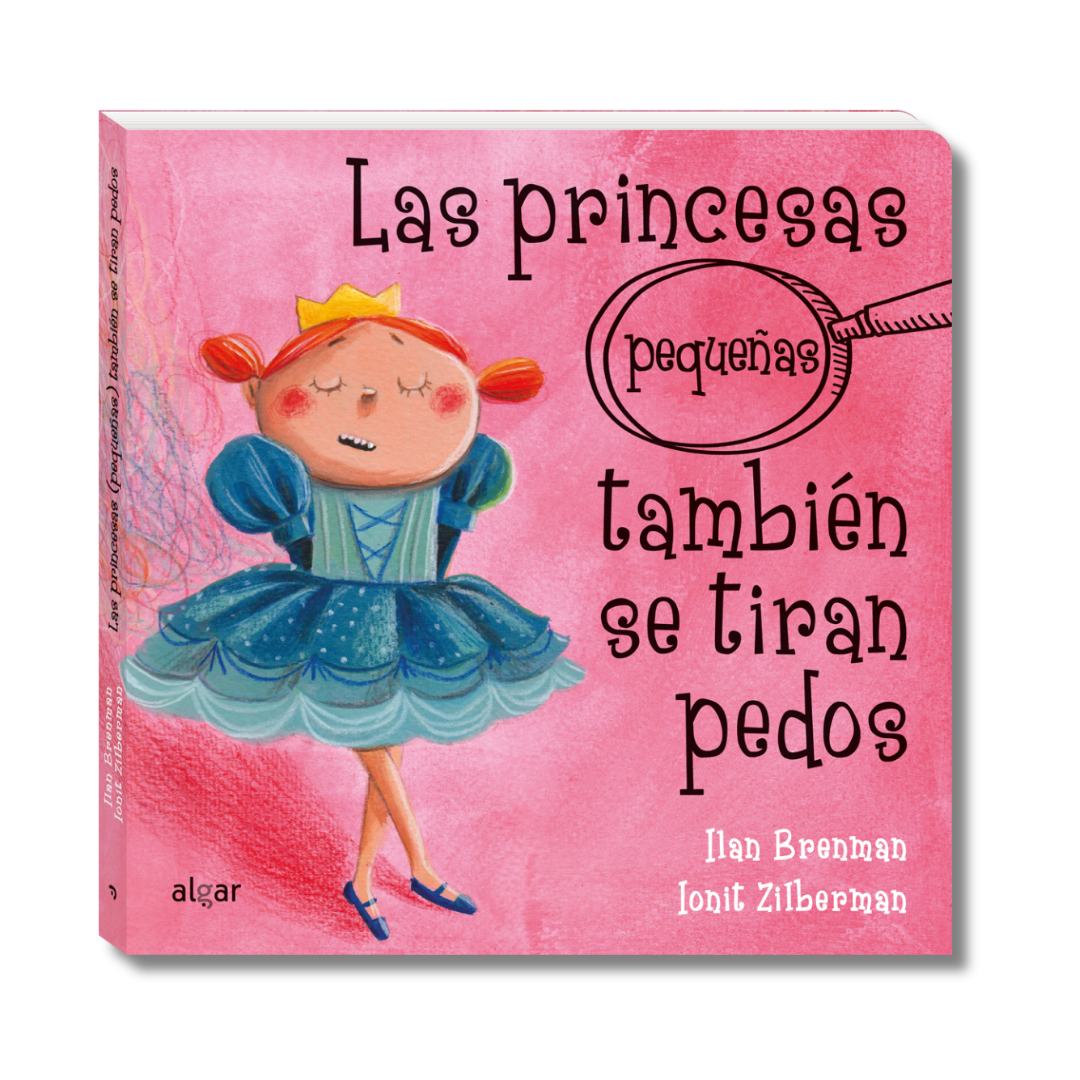 Las princesas
pequeñas
también
se tiran
pedos
Ilan Brenman
Ionit Zilberman
algar
Las princesas (pequeñas) también se tiran pedos
Ilan Brenman
Ionit Zilberman